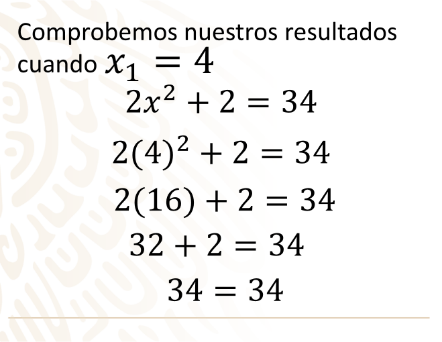 Comprobemos nuestros resultados
cuando x₁ = 4
2x² + 2 = 34
2(4)² + 2 = 34
2(16) + 2 = 34
32 + 2 = 34
34 = 34